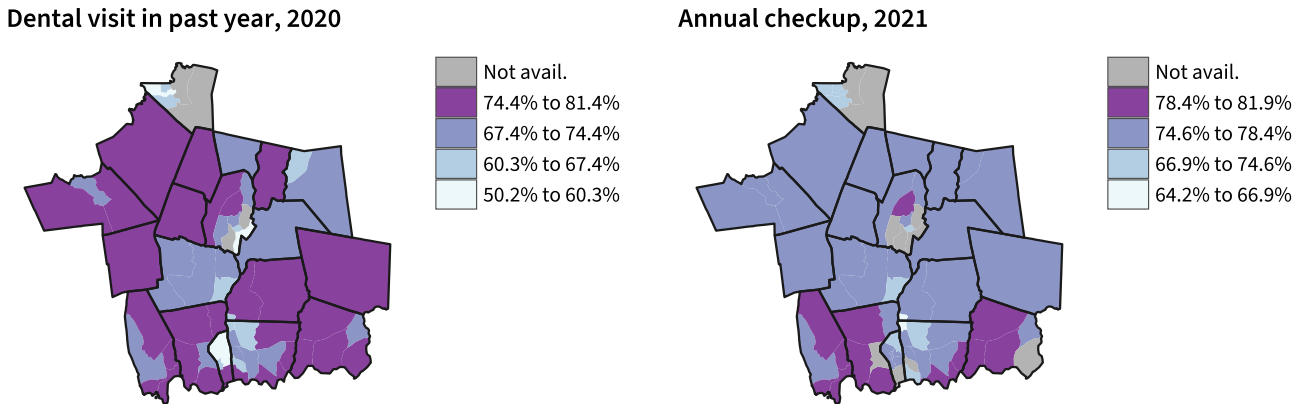 Dental visit in past year, 2020
Not avail.
74.4% to 81.4%
67.4% to 74.4%
60.3% to 67.4%
50.2% to 60.3%
Annual checkup, 2021
Not avail.
78.4% to 81.9%
74.6% to 78.4%
66.9% to 74.6%
64.2% to 66.9%